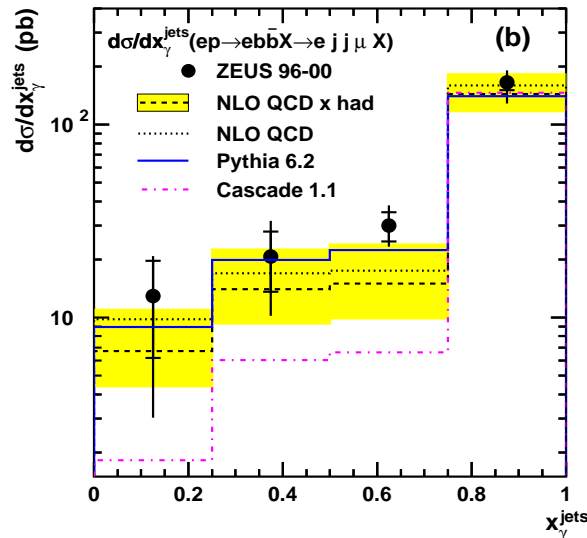 dσ/dx_γ^jets(ep→ebb̄X→e j j μ X)
(b)
ZEUS 96-00
NLO QCD x had
NLO QCD
Pythia 6.2
Cascade 1.1
dσ/dx_γ^jets (pb)
10^2
10
0 0.2 0.4 0.6 0.8 1
x_γ^jets